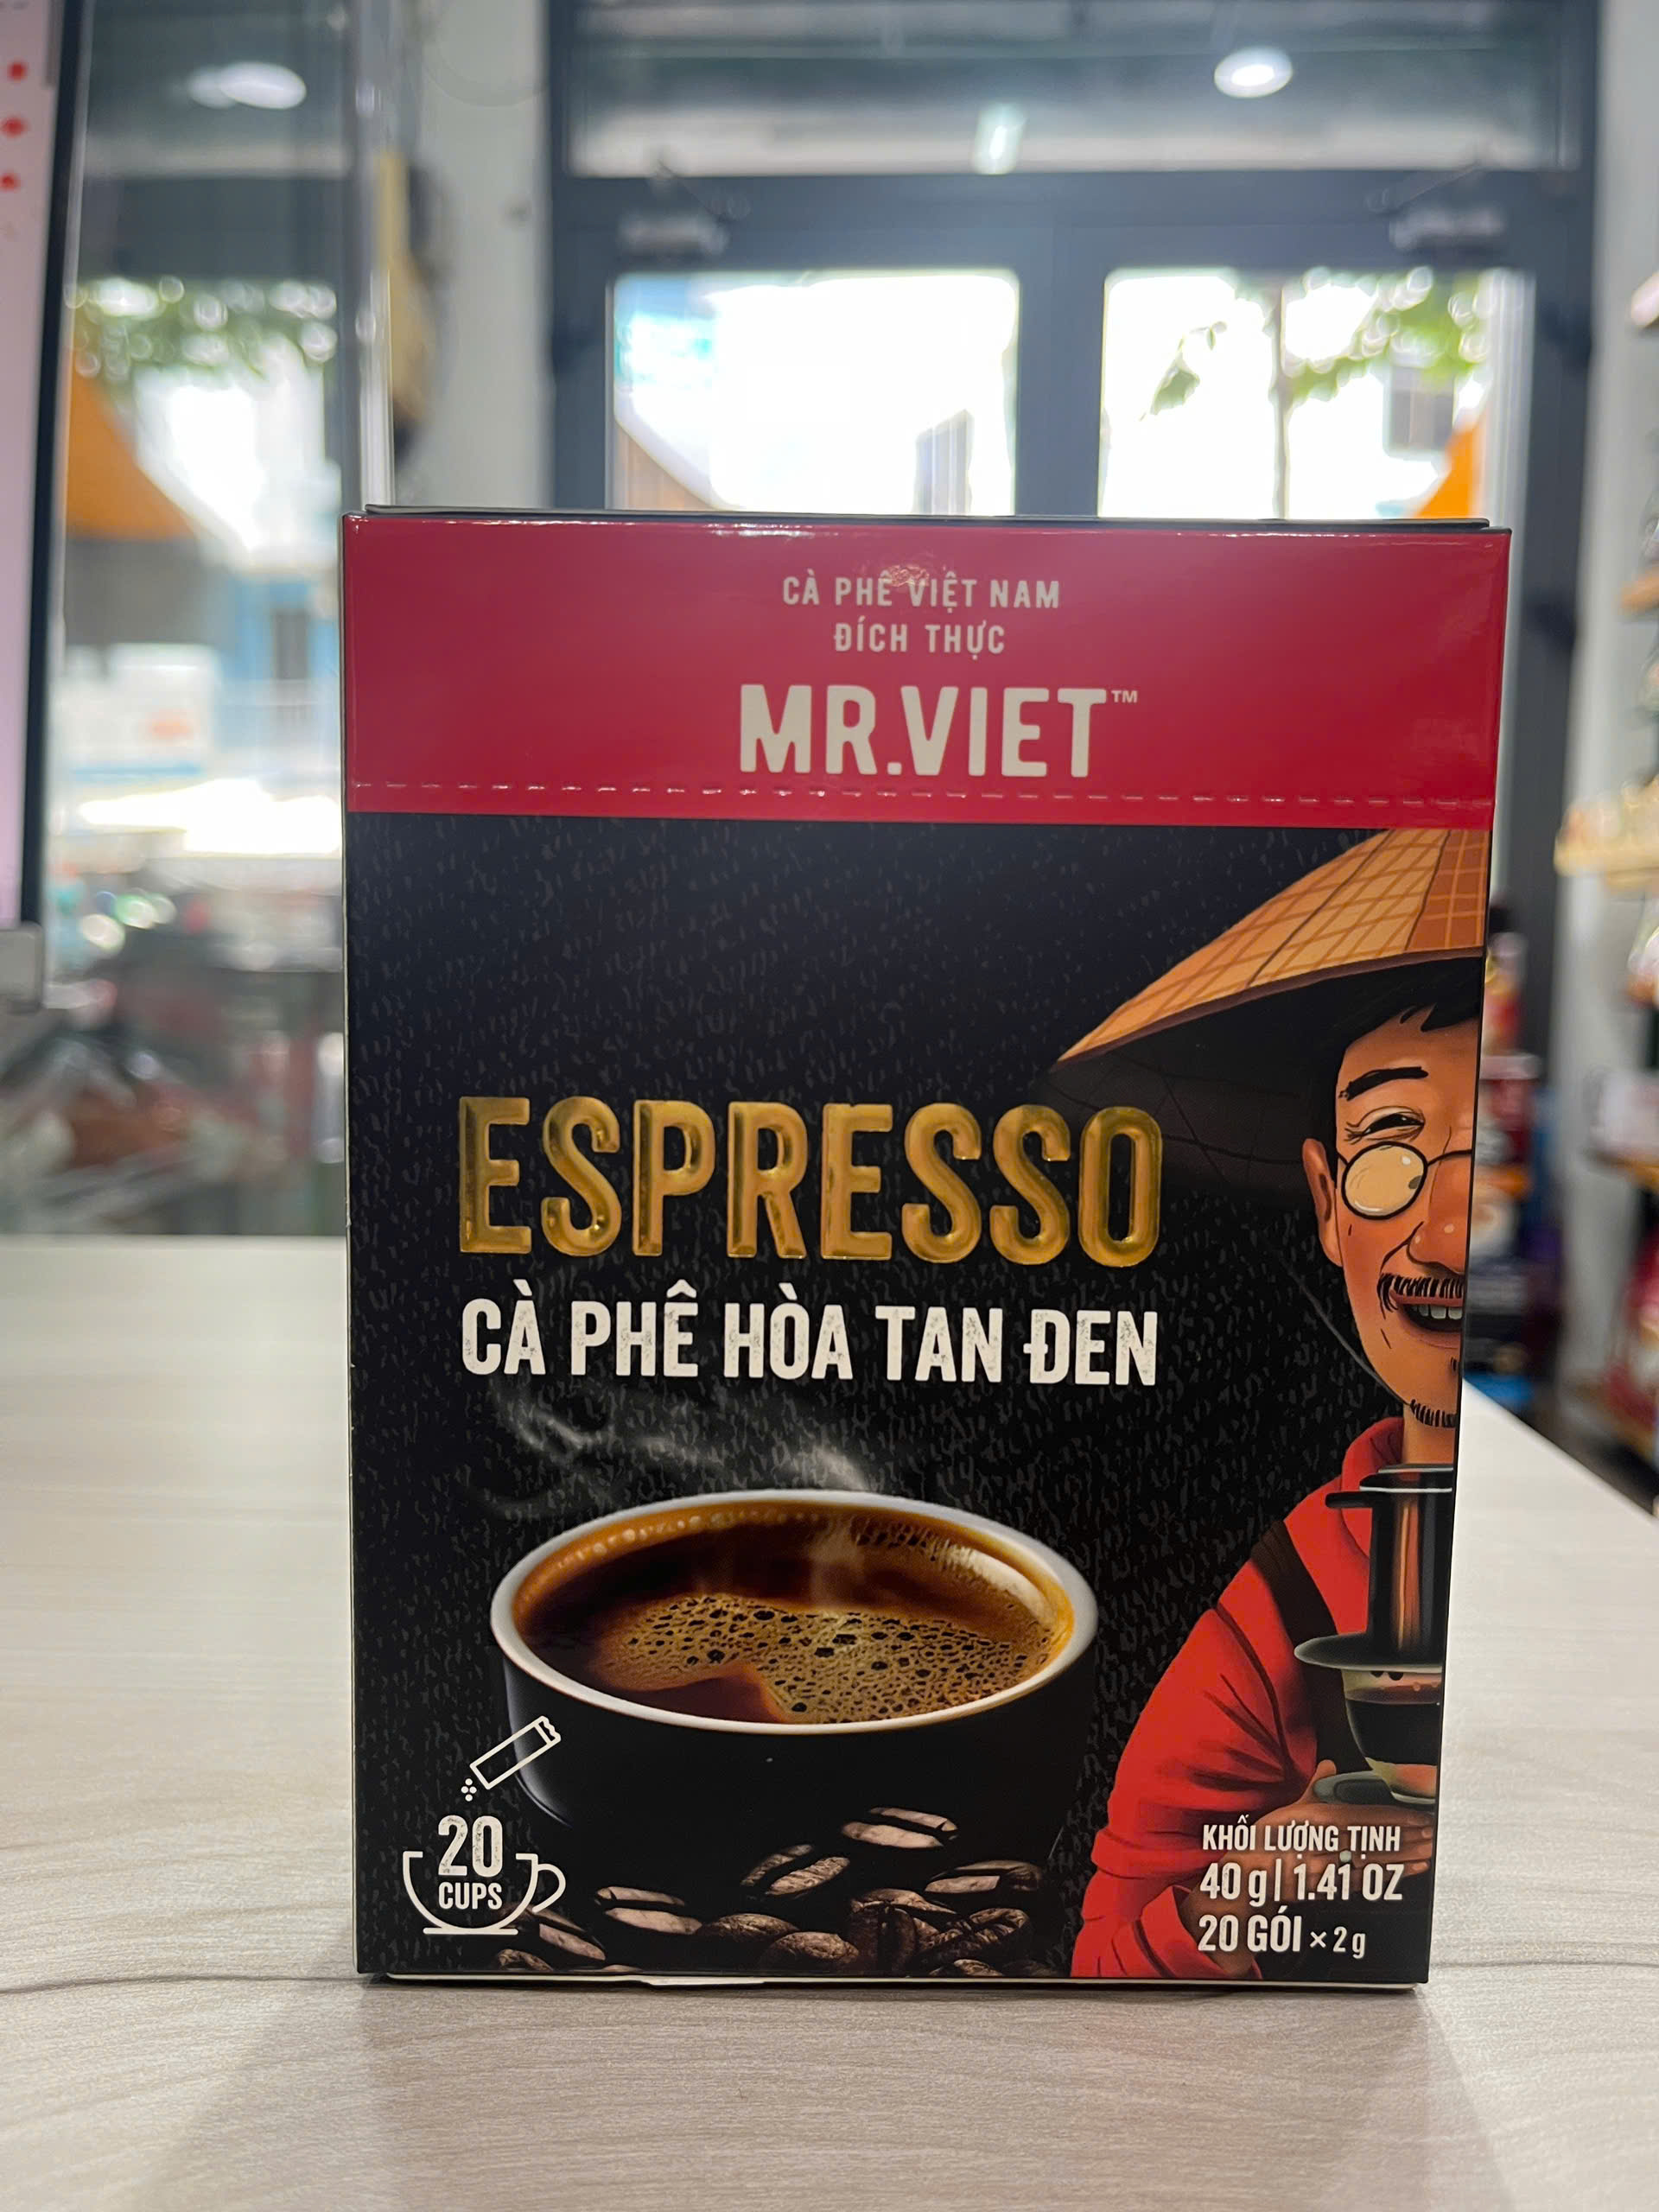 CÀ PHÊ VIỆT NAM
ĐÍCH THỰC
MR.VIET™
ESPRESSO
CÀ PHÊ HÒA TAN ĐEN
20
CUPS
KHỐI LƯỢNG TỊNH
40 g | 1.41 OZ
20 GÓI × 2 g